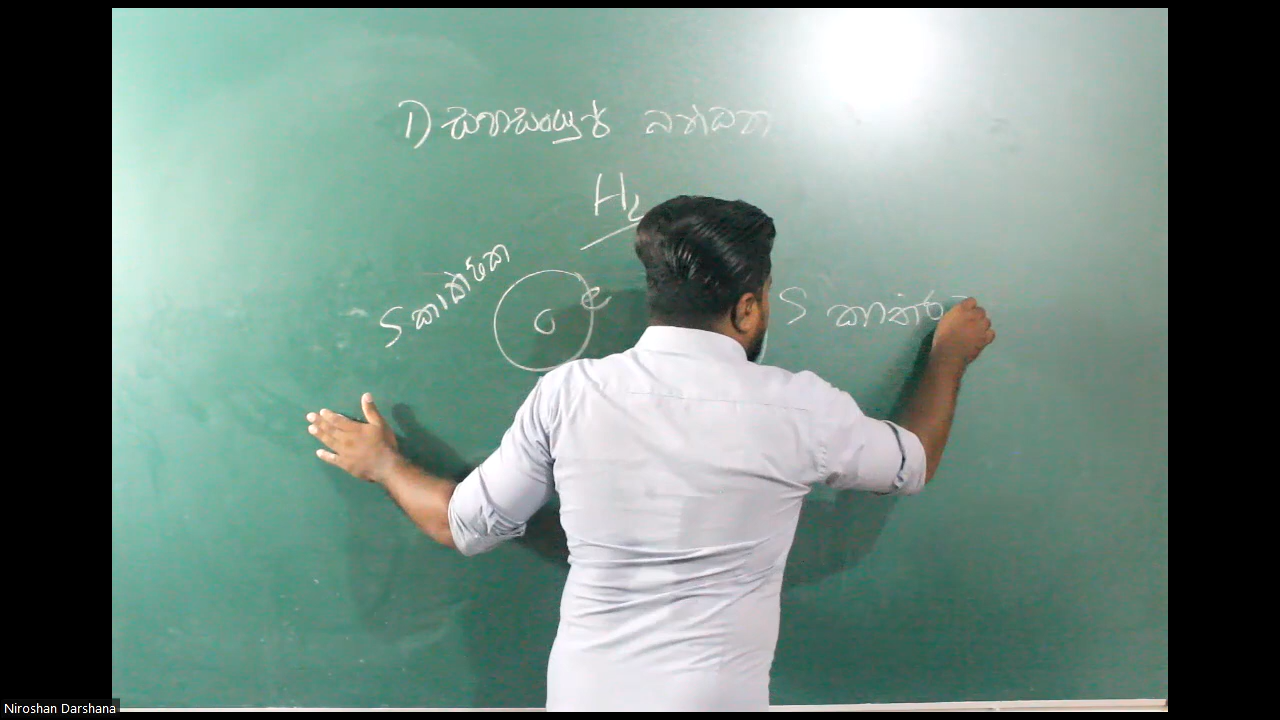 1) සහසංයුජ බන්ධන
H2
S කාක්ෂික
e
S කාක්ෂ
Niroshan Darshana